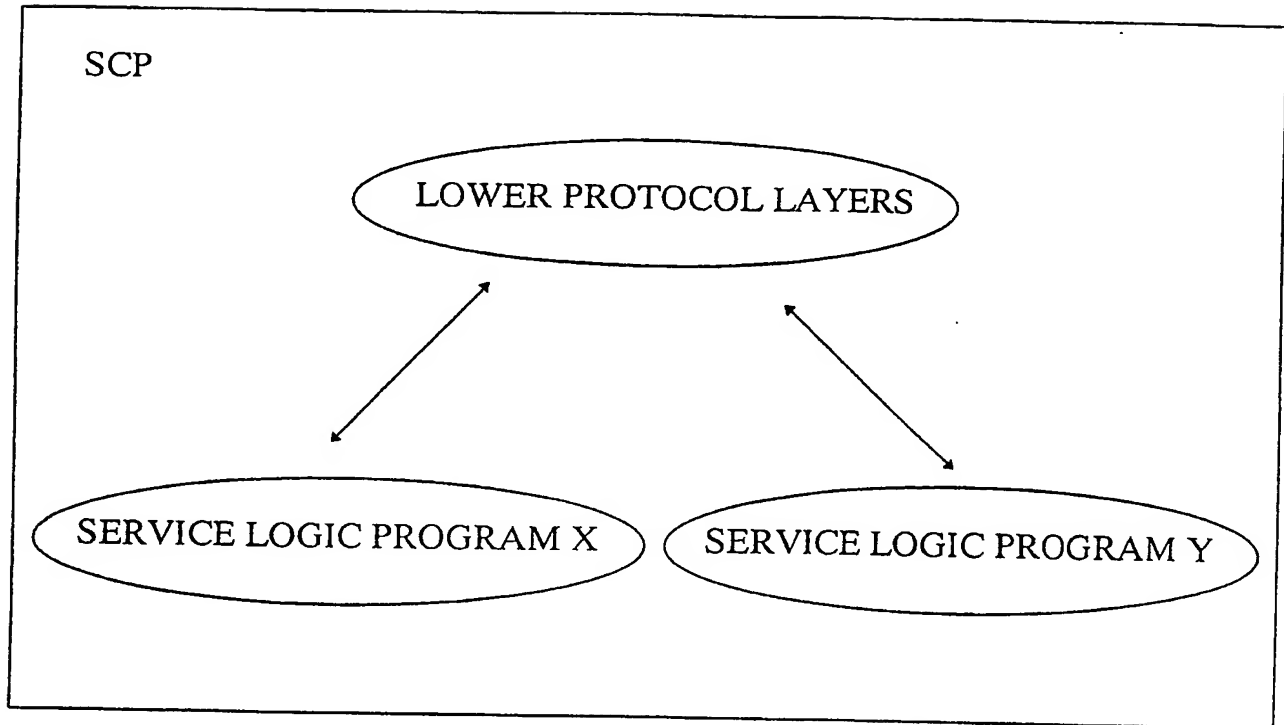 SCP
LOWER PROTOCOL LAYERS
SERVICE LOGIC PROGRAM X
SERVICE LOGIC PROGRAM Y